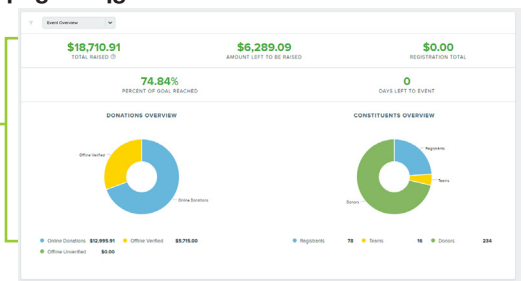 Event Overview
$18,710.91 $6,289.09 $0.00
TOTAL RAISED AMOUNT LEFT TO BE RAISED REGISTRATION TOTAL
74.84% 0
PERCENT OF GOAL REACHED DAYS LEFT TO EVENT
DONATIONS OVERVIEW CONSTITUENTS OVERVIEW
Registrants
Offline Verified
Teams
Online Donations
Donors
Online Donations $12,995.91 Offline Verified $5,715.00 Registrants 78 Teams 16 Donors 234
Offline Unverified $0.00